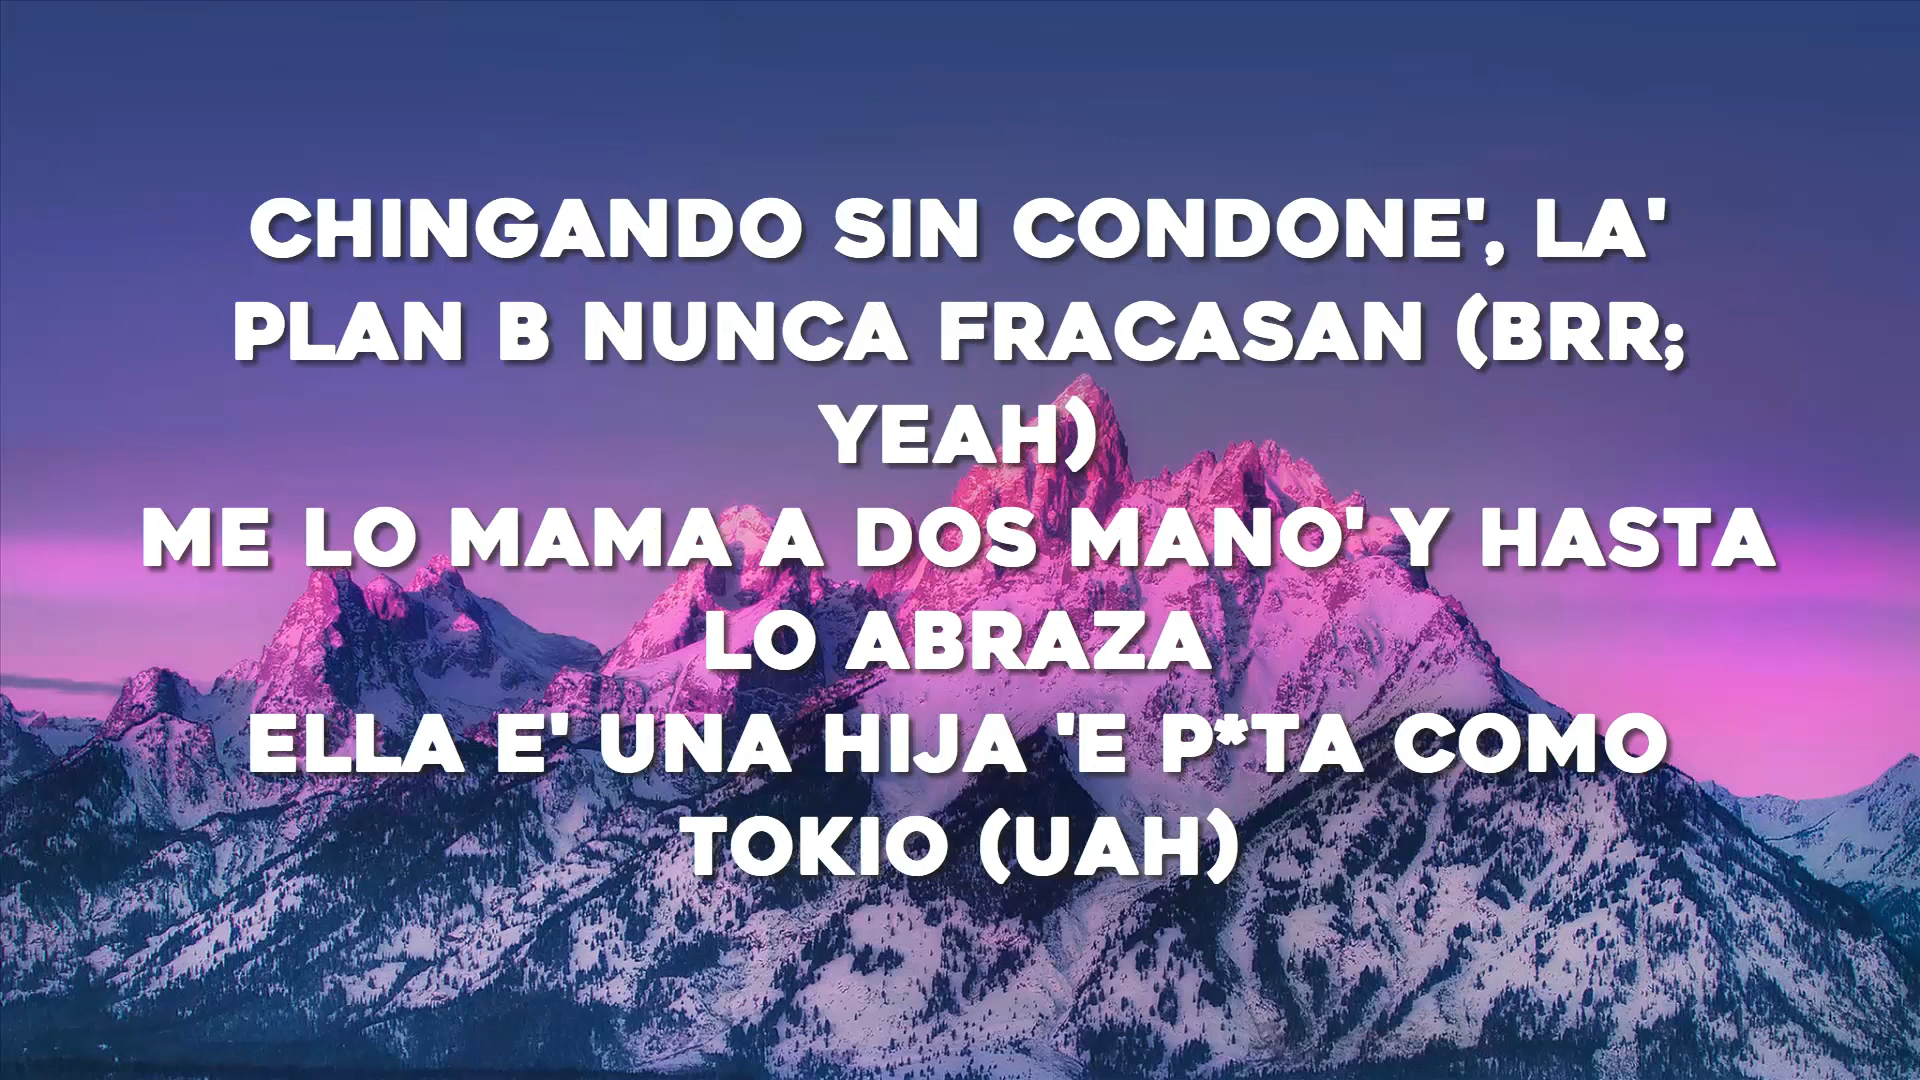 CHINGANDO SIN CONDONE', LA'
PLAN B NUNCA FRACASAN (BRR;
YEAH)
ME LO MAMA A DOS MANO' Y HASTA
LO ABRAZA
ELLA E' UNA HIJA 'E P*TA COMO
TOKIO (UAH)